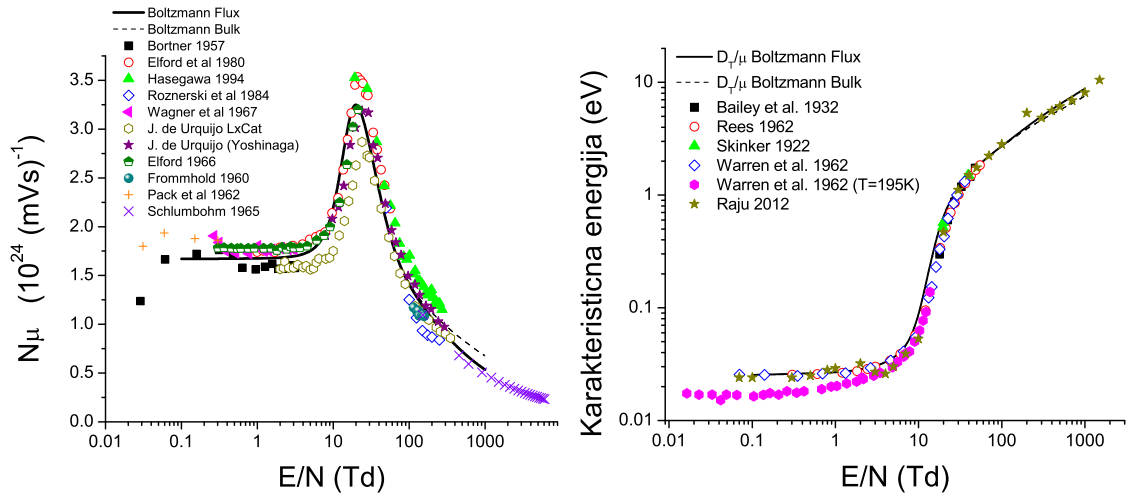 Boltzmann Flux
Boltzmann Bulk
Bortner 1957
Elford et al 1980
Hasegawa 1994
Roznerski et al 1984
Wagner et al 1967
J. de Urquijo LxCat
J. de Urquijo (Yoshinaga)
Elford 1966
Frommhold 1960
Pack et al 1962
Schlumbohm 1965
3.5
3.0
2.5
2.0
1.5
1.0
0.5
0.0
Nμ (10²⁴ (mVs)⁻¹)
0.01 0.1 1 10 100 1000
E/N (Td)
D_T/μ Boltzmann Flux
D_T/μ Boltzmann Bulk
Bailey et al. 1932
Rees 1962
Skinker 1922
Warren et al. 1962
Warren et al. 1962 (T=195K)
Raju 2012
10
1
0.1
0.01
Karakteristicna energija (eV)
0.01 0.1 1 10 100 1000
E/N (Td)